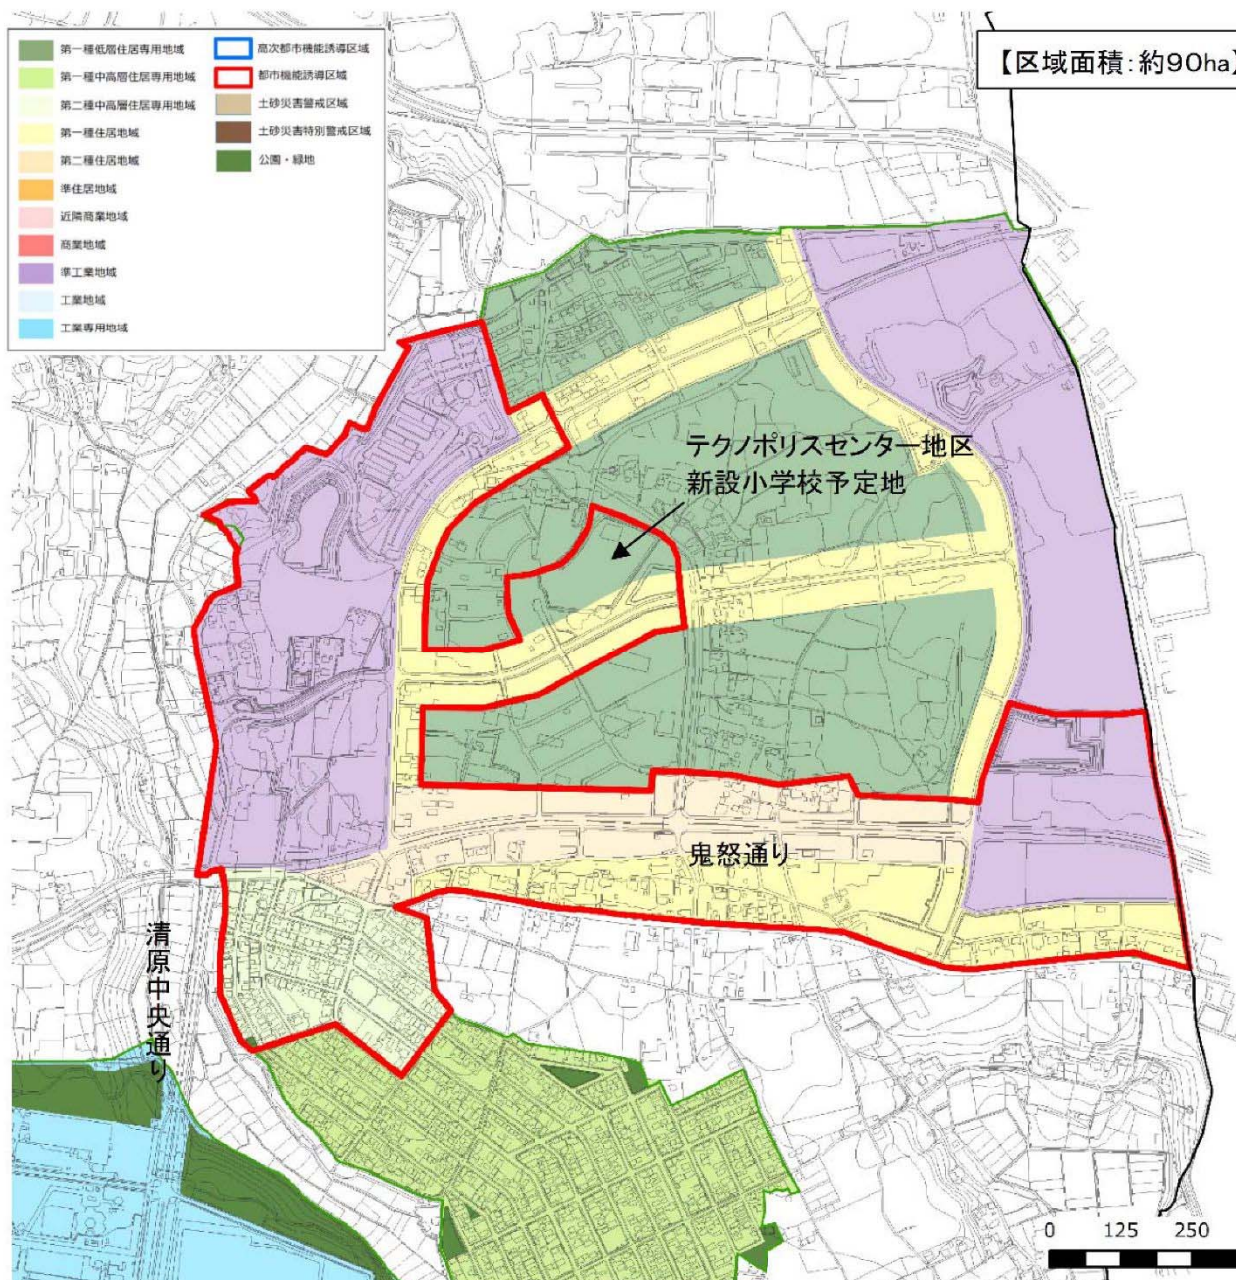 第一種低層住居専用地域
第一種中高層住居専用地域
第二種中高層住居専用地域
第一種住居地域
第二種住居地域
準住居地域
近隣商業地域
商業地域
準工業地域
工業地域
工業専用地域
高次都市機能誘導区域
都市機能誘導区域
土砂災害警戒区域
土砂災害特別警戒区域
公園・緑地
【区域面積：約90ha】
テクノポリスセンター地区
新設小学校予定地
鬼怒通り
清原中央通り
0 125 250